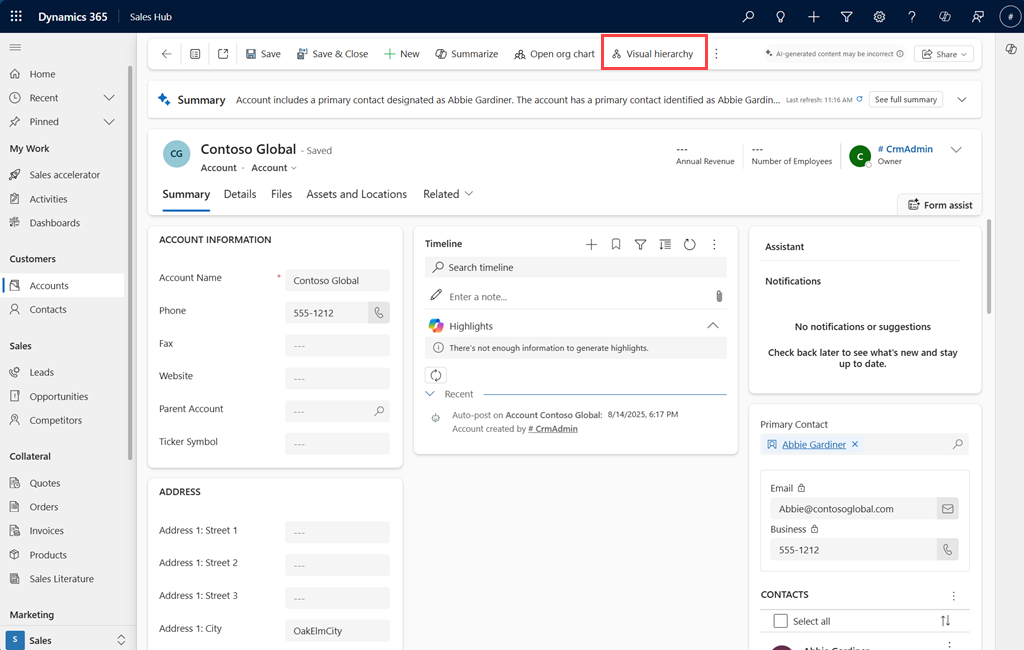 Dynamics 365
Sales Hub
#
Save
Save & Close
New
Summarize
Open org chart
Visual hierarchy
AI-generated content may be incorrect
Share
Home
Recent
Pinned
My Work
Sales accelerator
Activities
Dashboards
Customers
Accounts
Contacts
Sales
Leads
Opportunities
Competitors
Collateral
Quotes
Orders
Invoices
Products
Sales Literature
Marketing
S
Sales
Summary
Account includes a primary contact designated as Abbie Gardiner. The account has a primary contact identified as Abbie Gardin...
Last refresh: 11:16 AM
See full summary
CG
Contoso Global - Saved
Account · Account
---
Annual Revenue
---
Number of Employees
C
# CrmAdmin
Owner
Summary
Details
Files
Assets and Locations
Related
Form assist
ACCOUNT INFORMATION
Account Name * Contoso Global
Phone 555-1212
Fax ---
Website ---
Parent Account ---
Ticker Symbol ---
ADDRESS
Address 1: Street 1 ---
Address 1: Street 2 ---
Address 1: Street 3 ---
Address 1: City OakElmCity
Timeline
Search timeline
Enter a note...
Highlights
There's not enough information to generate highlights.
Recent
Auto-post on Account Contoso Global: 8/14/2025, 6:17 PM
Account created by # CrmAdmin
Assistant
Notifications
No notifications or suggestions
Check back later to see what's new and stay
up to date.
Primary Contact
Abbie Gardiner
Email
Abbie@contosoglobal.com
Business
555-1212
CONTACTS
Select all
Abbie Gardiner